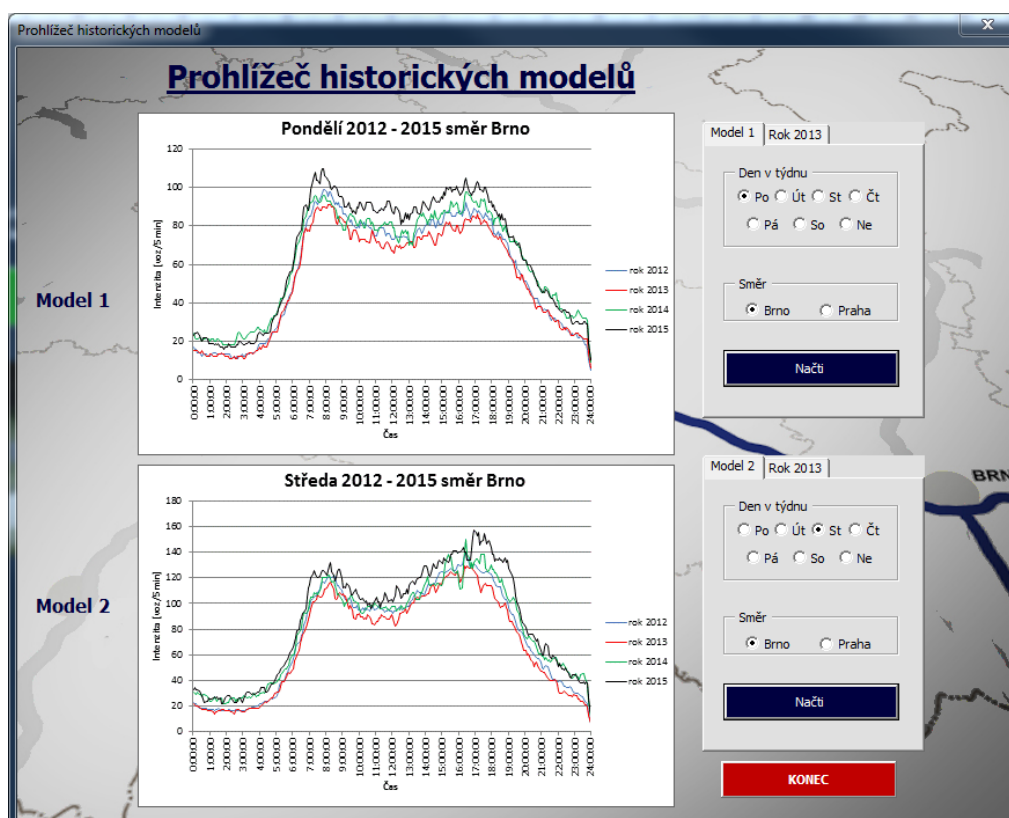 Prohlížeč historických modelů
Prohlížeč historických modelů
Model 1
Pondělí 2012 - 2015 směr Brno
Intenzita [voz/5min]
120
100
80
60
40
20
0
0:00:00
1:00:00
2:00:00
3:00:00
4:00:00
5:00:00
6:00:00
7:00:00
8:00:00
9:00:00
10:00:00
11:00:00
12:00:00
13:00:00
14:00:00
15:00:00
16:00:00
17:00:00
18:00:00
19:00:00
20:00:00
21:00:00
22:00:00
23:00:00
24:00:00
Čas
rok 2012
rok 2013
rok 2014
rok 2015
Model 1 Rok 2013
Den v týdnu
Po Út St Čt
Pá So Ne
Směr
Brno Praha
Načti
Model 2
Středa 2012 - 2015 směr Brno
Intenzita [voz/5min]
180
160
140
120
100
80
60
40
20
0
0:00:00
1:00:00
2:00:00
3:00:00
4:00:00
5:00:00
6:00:00
7:00:00
8:00:00
9:00:00
10:00:00
11:00:00
12:00:00
13:00:00
14:00:00
15:00:00
16:00:00
17:00:00
18:00:00
19:00:00
20:00:00
21:00:00
22:00:00
23:00:00
24:00:00
Čas
rok 2012
rok 2013
rok 2014
rok 2015
Model 2 Rok 2013
Den v týdnu
Po Út St Čt
Pá So Ne
Směr
Brno Praha
Načti
KONEC
BRN